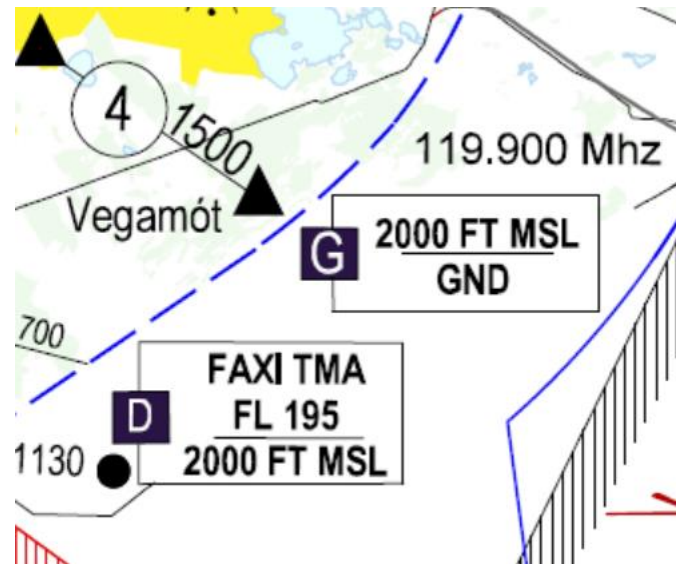 4
1500
119.900 Mhz
Vegamót
G
2000 FT MSL
GND
700
FAXI TMA
D
FL 195
2000 FT MSL
1130